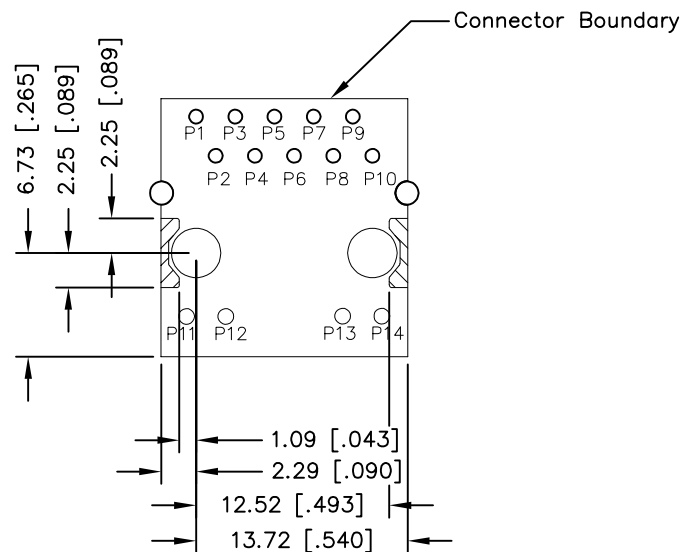 Connector Boundary
6.73 [.265]
2.25 [.089]
2.25 [.089]
P1 P3 P5 P7 P9
P2 P4 P6 P8 P10
P11 P12 P13 P14
1.09 [.043]
2.29 [.090]
12.52 [.493]
13.72 [.540]